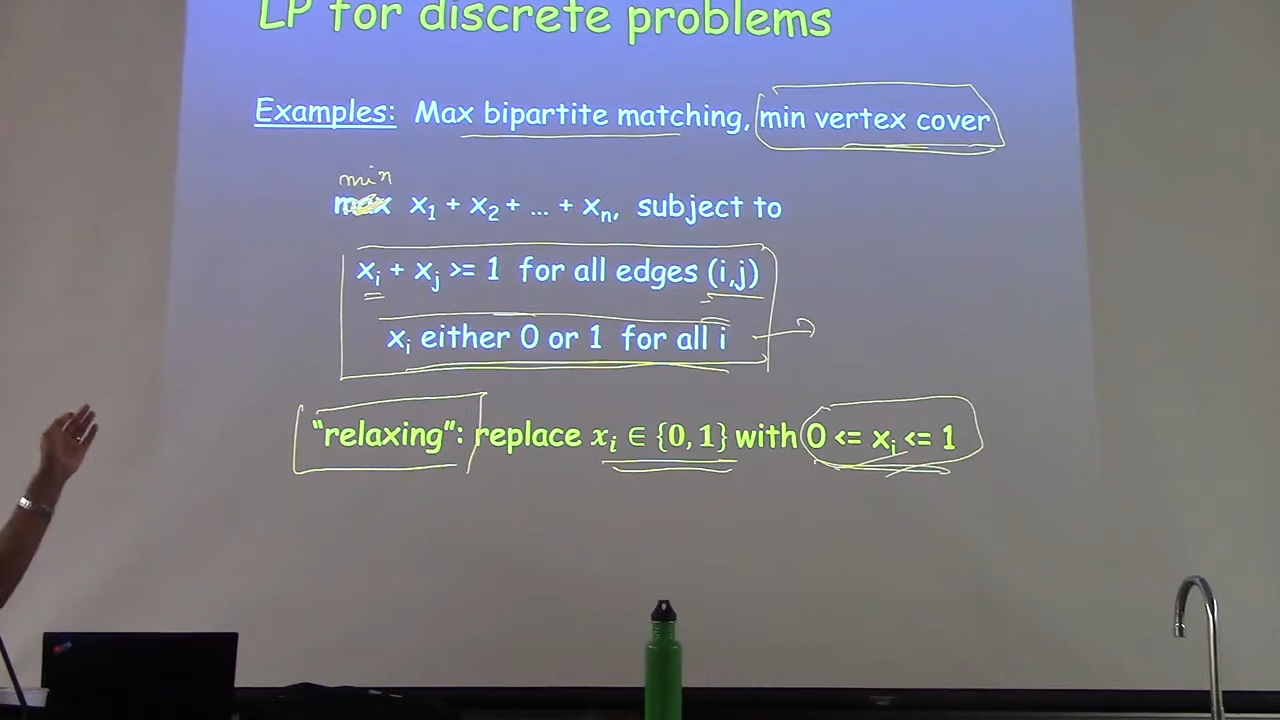 LP for discrete problems
Examples: Max bipartite matching, min vertex cover
min
max x₁ + x₂ + ... + xₙ, subject to
xᵢ + xⱼ >= 1 for all edges (i,j)
xᵢ either 0 or 1 for all i
"relaxing": replace xᵢ ∈ {0, 1} with 0 <= xᵢ <= 1